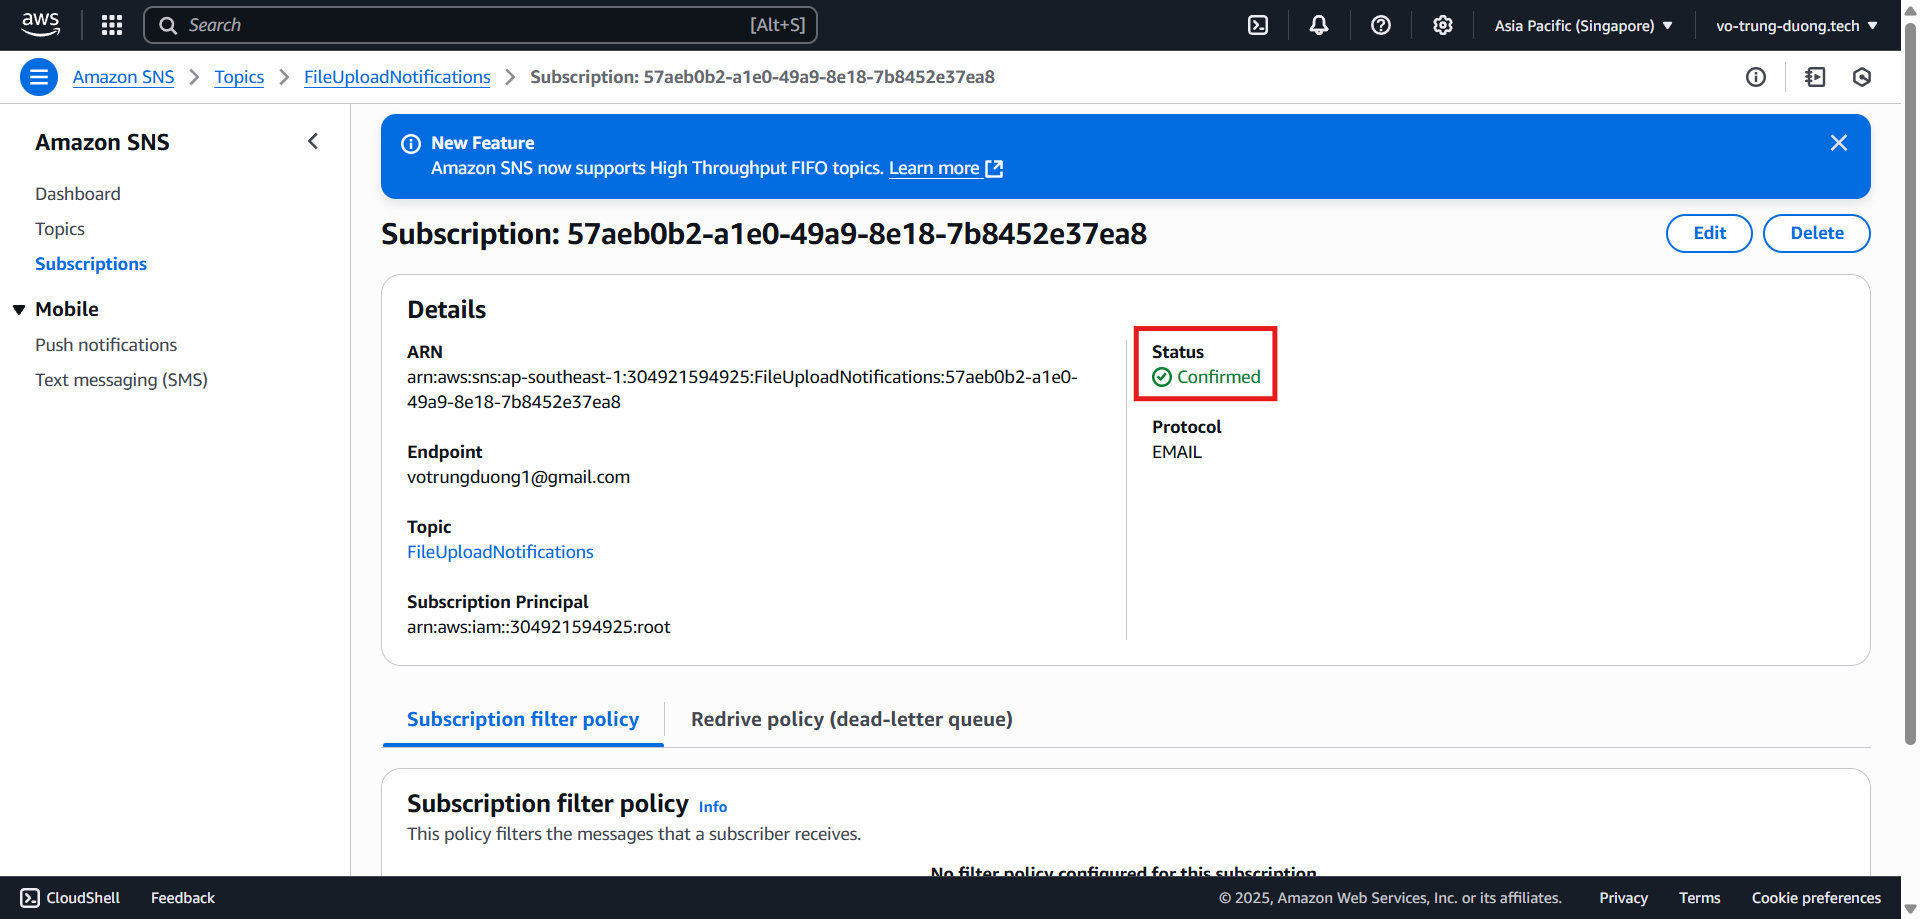 aws
Search
[Alt+S]
Asia Pacific (Singapore)
vo-trung-duong.tech
Amazon SNS
Topics
FileUploadNotifications
Subscription: 57aeb0b2-a1e0-49a9-8e18-7b8452e37ea8
Amazon SNS
Dashboard
Topics
Subscriptions
Mobile
Push notifications
Text messaging (SMS)
New Feature
Amazon SNS now supports High Throughput FIFO topics. Learn more
Subscription: 57aeb0b2-a1e0-49a9-8e18-7b8452e37ea8
Edit
Delete
Details
ARN
arn:aws:sns:ap-southeast-1:304921594925:FileUploadNotifications:57aeb0b2-a1e0-
49a9-8e18-7b8452e37ea8
Endpoint
votrungduong1@gmail.com
Topic
FileUploadNotifications
Subscription Principal
arn:aws:iam::304921594925:root
Status
Confirmed
Protocol
EMAIL
Subscription filter policy
Redrive policy (dead-letter queue)
Subscription filter policy Info
This policy filters the messages that a subscriber receives.
No filter policy configured for this subscription
CloudShell
Feedback
© 2025, Amazon Web Services, Inc. or its affiliates.
Privacy
Terms
Cookie preferences